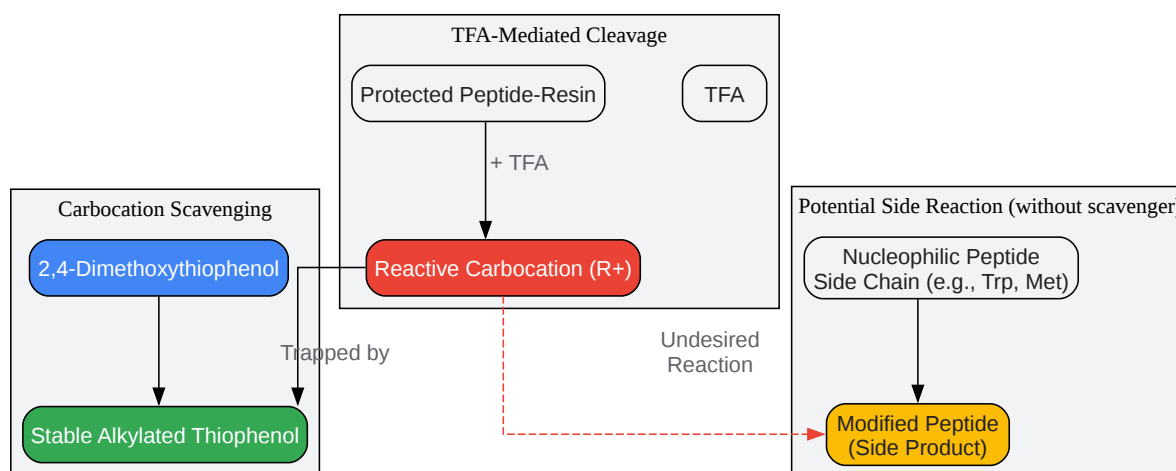 TFA-Mediated Cleavage
Protected Peptide-Resin
TFA
+ TFA
Carbocation Scavenging
Potential Side Reaction (without scavenger)
2,4-Dimethoxythiophenol
Reactive Carbocation (R+)
Nucleophilic Peptide
Side Chain (e.g., Trp, Met)
Trapped by
Undesired
Reaction
Stable Alkylated Thiophenol
Modified Peptide
(Side Product)